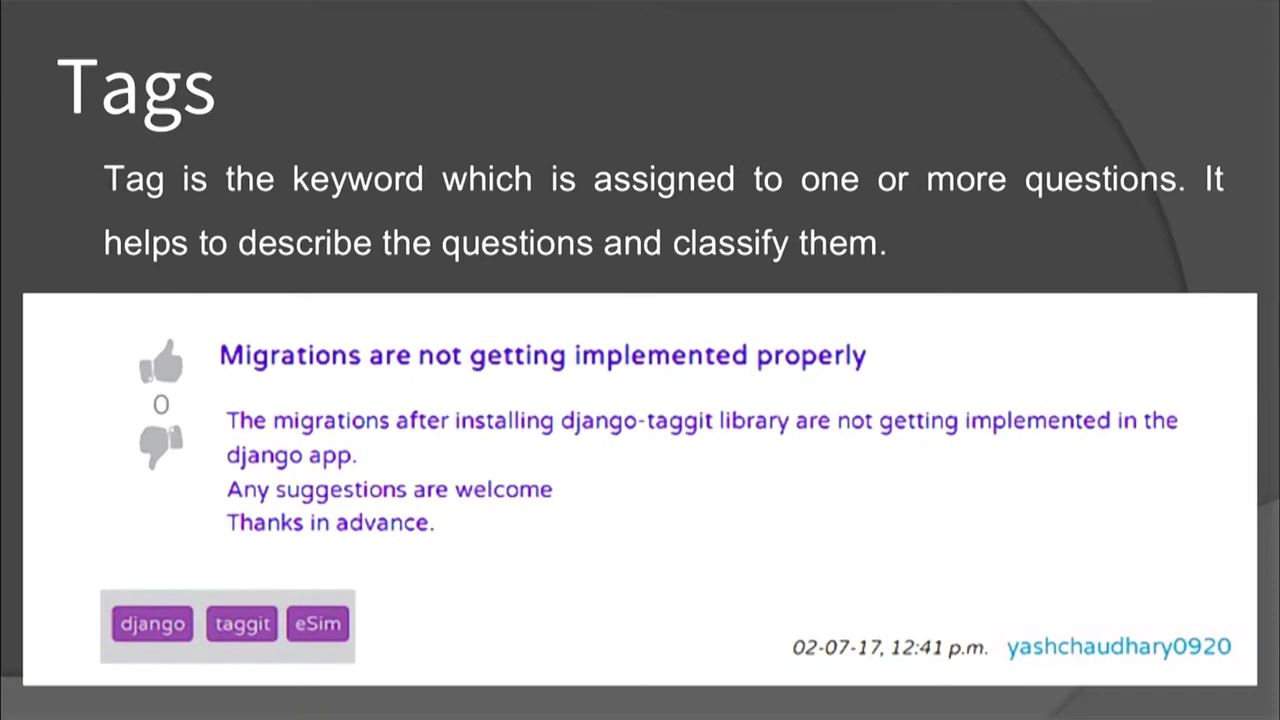 Tags
Tag is the keyword which is assigned to one or more questions. It
helps to describe the questions and classify them.
Migrations are not getting implemented properly
0
The migrations after installing django-taggit library are not getting implemented in the
django app.
Any suggestions are welcome
Thanks in advance.
django taggit eSim
02-07-17, 12:41 p.m. yashchaudhary0920